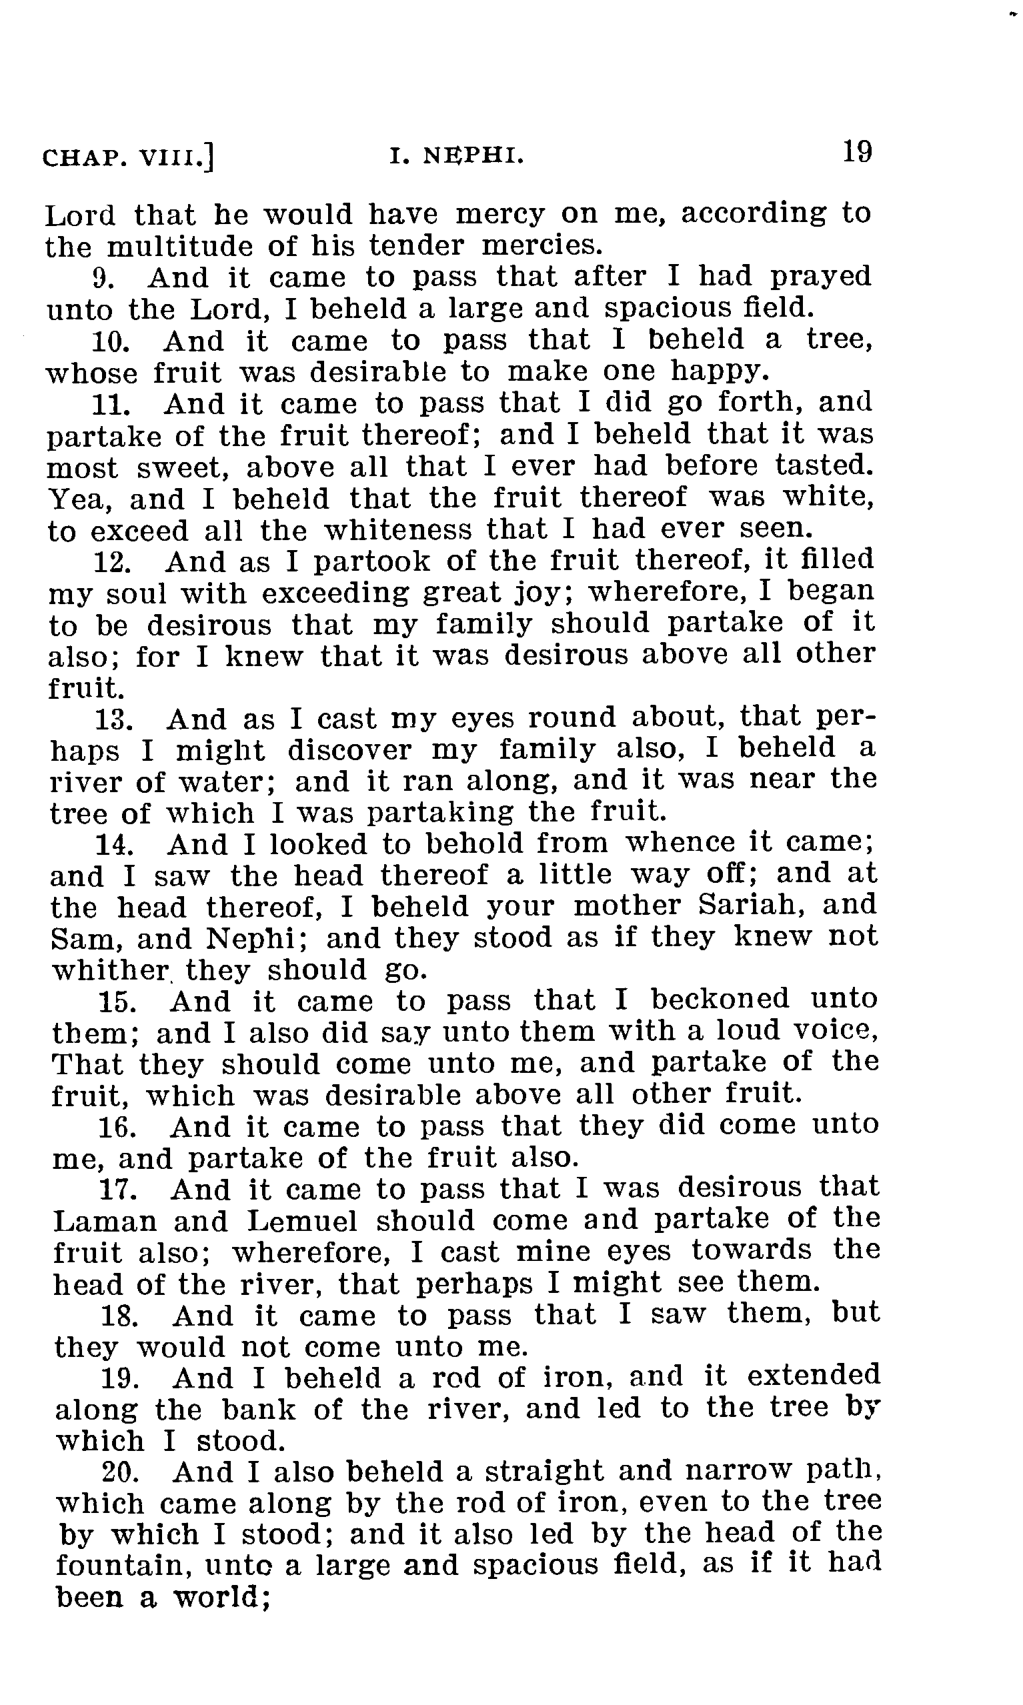 CHAP. VIII.] I. NEPHI. 19
Lord that he would have mercy on me, according to
the multitude of his tender mercies.
9. And it came to pass that after I had prayed
unto the Lord, I beheld a large and spacious field.
10. And it came to pass that I beheld a tree,
whose fruit was desirable to make one happy.
11. And it came to pass that I did go forth, and
partake of the fruit thereof; and I beheld that it was
most sweet, above all that I ever had before tasted.
Yea, and I beheld that the fruit thereof was white,
to exceed all the whiteness that I had ever seen.
12. And as I partook of the fruit thereof, it filled
my soul with exceeding great joy; wherefore, I began
to be desirous that my family should partake of it
also; for I knew that it was desirous above all other
fruit.
13. And as I cast my eyes round about, that per-
haps I might discover my family also, I beheld a
river of water; and it ran along, and it was near the
tree of which I was partaking the fruit.
14. And I looked to behold from whence it came;
and I saw the head thereof a little way off; and at
the head thereof, I beheld your mother Sariah, and
Sam, and Nephi; and they stood as if they knew not
whither they should go.
15. And it came to pass that I beckoned unto
them; and I also did say unto them with a loud voice,
That they should come unto me, and partake of the
fruit, which was desirable above all other fruit.
16. And it came to pass that they did come unto
me, and partake of the fruit also.
17. And it came to pass that I was desirous that
Laman and Lemuel should come and partake of the
fruit also; wherefore, I cast mine eyes towards the
head of the river, that perhaps I might see them.
18. And it came to pass that I saw them, but
they would not come unto me.
19. And I beheld a rod of iron, and it extended
along the bank of the river, and led to the tree by
which I stood.
20. And I also beheld a straight and narrow path,
which came along by the rod of iron, even to the tree
by which I stood; and it also led by the head of the
fountain, unto a large and spacious field, as if it had
been a world;